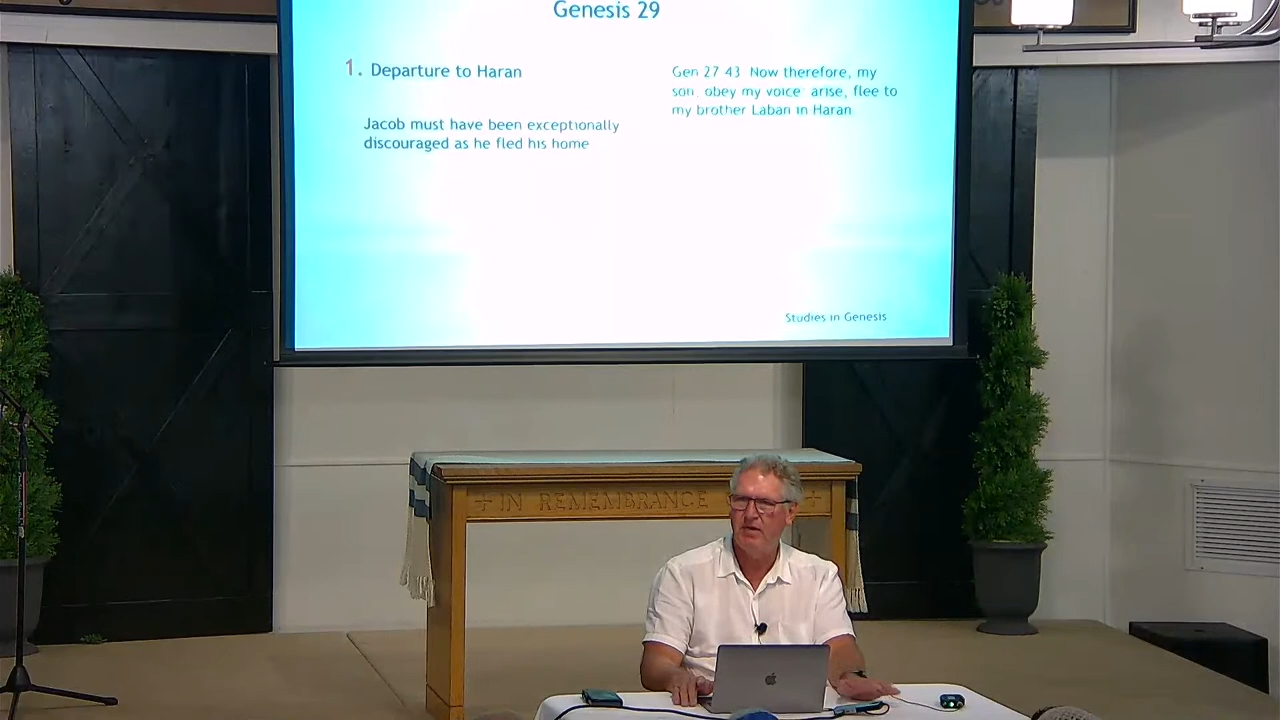 Genesis 29
1. Departure to Haran
Jacob must have been exceptionally
discouraged as he fled his home
Gen 27 43 Now therefore, my
son, obey my voice: arise, flee to
my brother Laban in Haran
Studies in Genesis
IN REMEMBRANCE